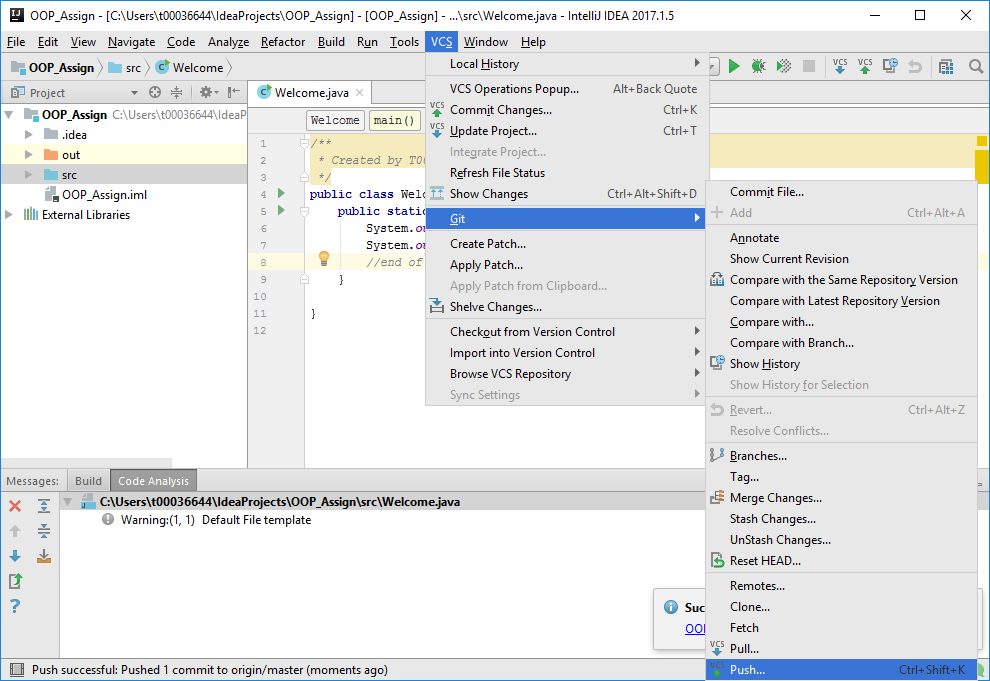 OOP_Assign - [C:\Users\t00036644\IdeaProjects\OOP_Assign] - [OOP_Assign] - ...\src\Welcome.java - IntelliJ IDEA 2017.1.5
File Edit View Navigate Code Analyze Refactor Build Run Tools VCS Window Help
OOP_Assign src Welcome
Project
Welcome.java
OOP_Assign C:\Users\t00036644\IdeaP
.idea
out
src
OOP_Assign.iml
External Libraries
Welcome main()
1 /**
2 * Created by T0
3 */
4 public class Wel
5 public static
6 System.ou
7 System.ou
8 //end of
9 }
10
11 }
12
Local History
VCS Operations Popup... Alt+Back Quote
VCS Commit Changes... Ctrl+K
VCS Update Project... Ctrl+T
Integrate Project...
Refresh File Status
Show Changes Ctrl+Alt+Shift+D
Git
Create Patch...
Apply Patch...
Apply Patch from Clipboard...
Shelve Changes...
Checkout from Version Control
Import into Version Control
Browse VCS Repository
Sync Settings
VCS VCS
Commit File...
Add Ctrl+Alt+A
Annotate
Show Current Revision
Compare with the Same Repository Version
Compare with Latest Repository Version
Compare with...
Compare with Branch...
Show History
Show History for Selection
Revert... Ctrl+Alt+Z
Resolve Conflicts...
Branches...
Tag...
Merge Changes...
Stash Changes...
UnStash Changes...
Reset HEAD...
Remotes...
Clone...
Fetch
VCS Pull...
VCS Push... Ctrl+Shift+K
Messages: Build Code Analysis
C:\Users\t00036644\IdeaProjects\OOP_Assign\src\Welcome.java
Warning:(1, 1) Default File template
Suc
OOI
Push successful: Pushed 1 commit to origin/master (moments ago)